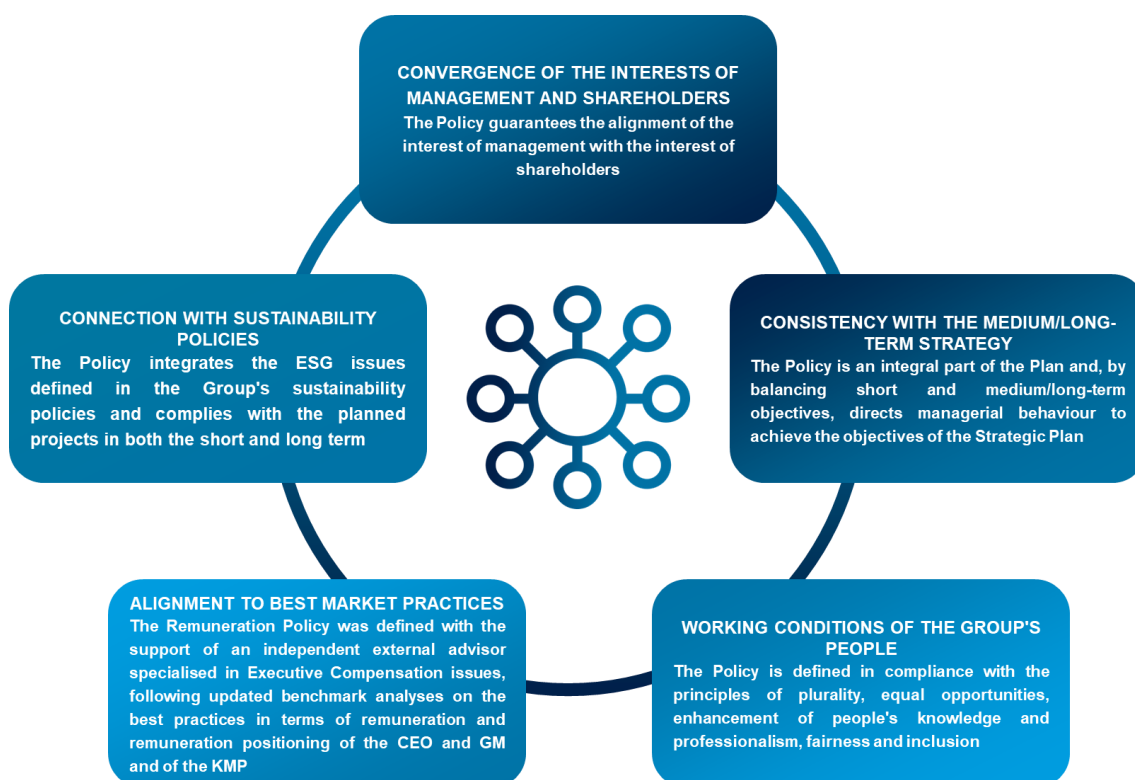 CONVERGENCE OF THE INTERESTS OF
MANAGEMENT AND SHAREHOLDERS
The Policy guarantees the alignment of the
interest of management with the interest of
shareholders
CONNECTION WITH SUSTAINABILITY
POLICIES
The Policy integrates the ESG issues
defined in the Group's sustainability
policies and complies with the planned
projects in both the short and long term
CONSISTENCY WITH THE MEDIUM/LONG-
TERM STRATEGY
The Policy is an integral part of the Plan and, by
balancing short and medium/long-term
objectives, directs managerial behaviour to
achieve the objectives of the Strategic Plan
ALIGNMENT TO BEST MARKET PRACTICES
The Remuneration Policy was defined with the
support of an independent external advisor
specialised in Executive Compensation issues,
following updated benchmark analyses on the
best practices in terms of remuneration and
remuneration positioning of the CEO and GM
and of the KMP
WORKING CONDITIONS OF THE GROUP'S
PEOPLE
The Policy is defined in compliance with the
principles of plurality, equal opportunities,
enhancement of people's knowledge and
professionalism, fairness and inclusion